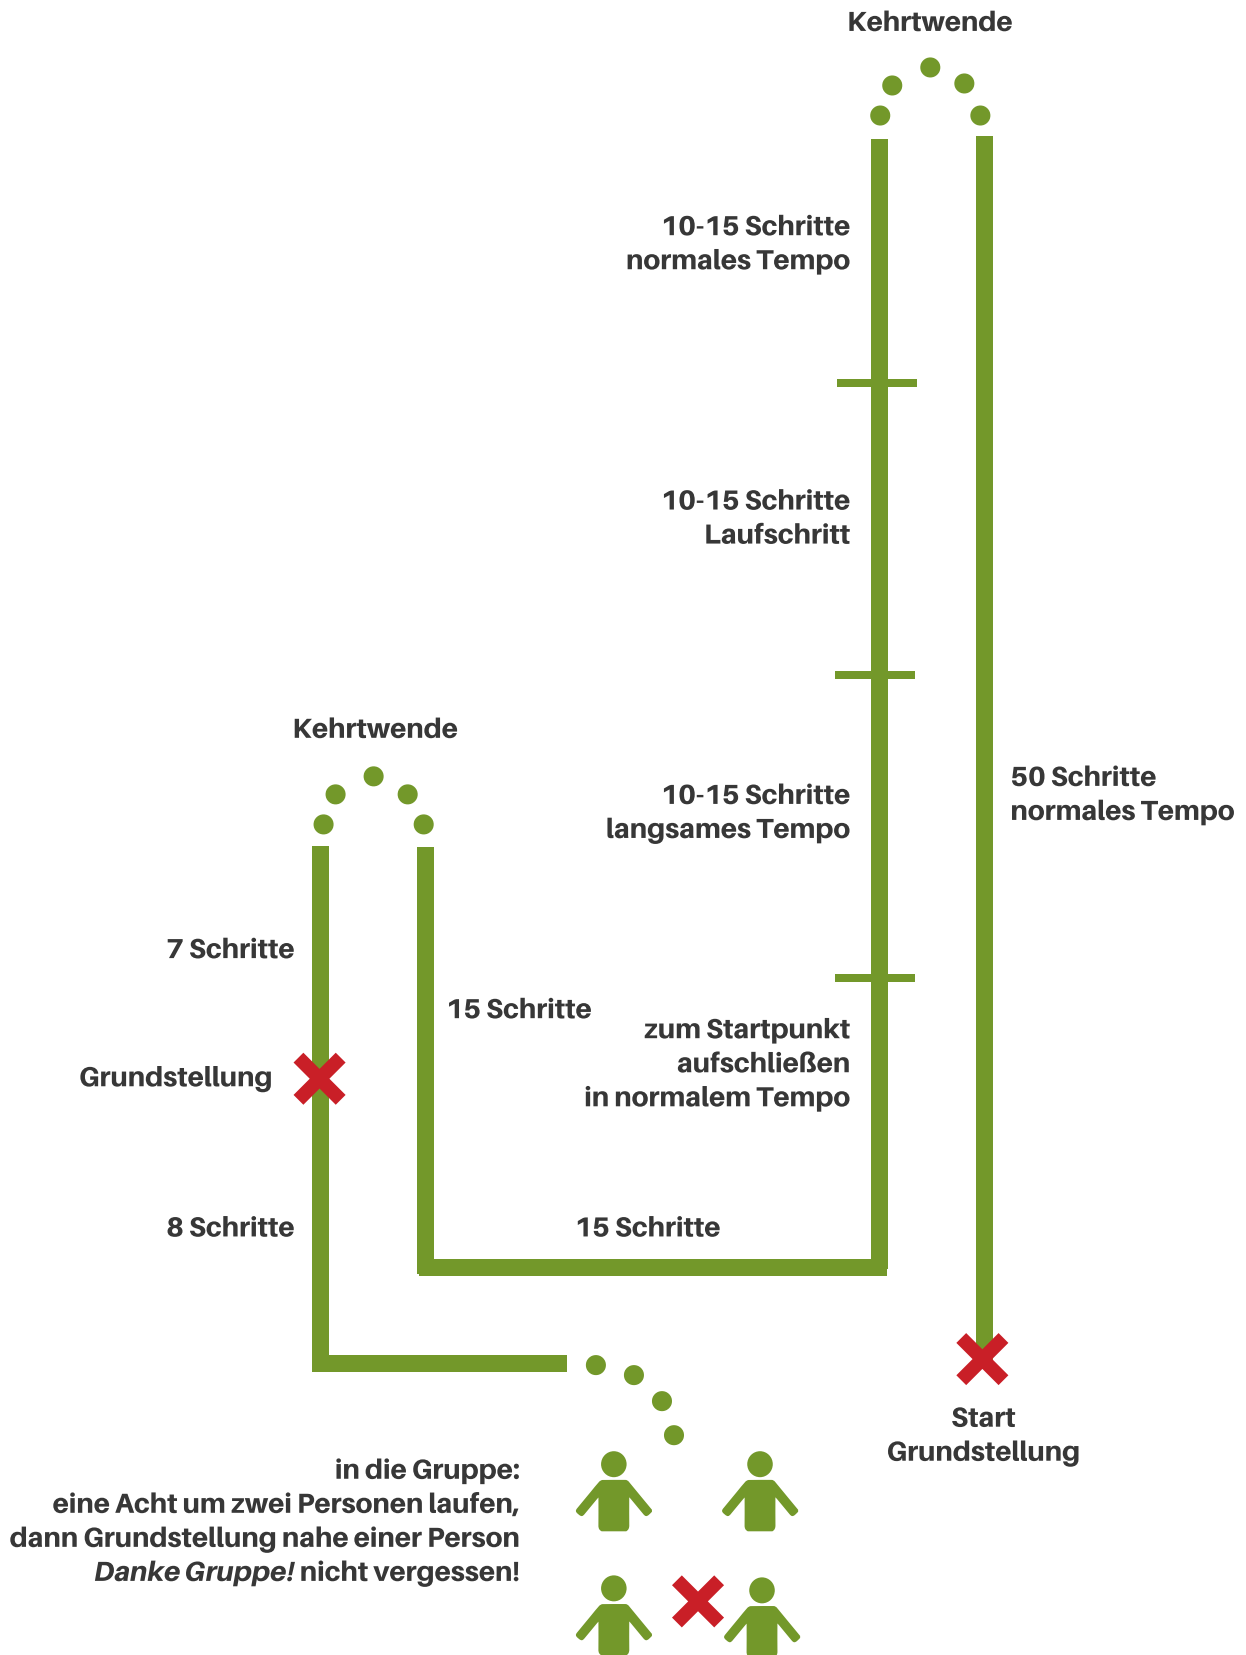 Kehrtwende
10-15 Schritte
normales Tempo
10-15 Schritte
Laufschritt
Kehrtwende
10-15 Schritte
langsames Tempo
50 Schritte
normales Tempo
7 Schritte
15 Schritte
zum Startpunkt
aufschließen
in normalem Tempo
Grundstellung
8 Schritte
15 Schritte
Start
Grundstellung
in die Gruppe:
eine Acht um zwei Personen laufen,
dann Grundstellung nahe einer Person
Danke Gruppe! nicht vergessen!